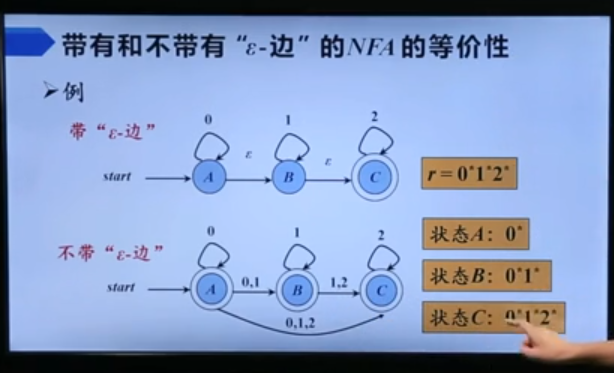 带有和不带有“ε-边”的NFA的等价性
➢例
带“ε-边”
0
1
2
ε
ε
start
A
B
C
r = 0*1*2*
不带“ε-边”
0
1
2
start
A
0,1
B
1,2
C
0,1,2
状态A：0*
状态B：0*1*
状态C：0*1*2*